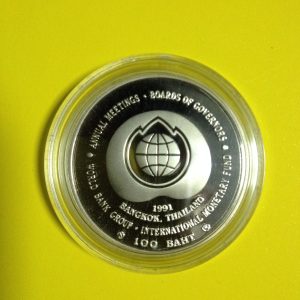 ANNUAL MEETINGS • BOARDS OF GOVERNORS
WORLD BANK GROUP • INTERNATIONAL MONETARY FUND
1991
BANGKOK, THAILAND
100 BAHT